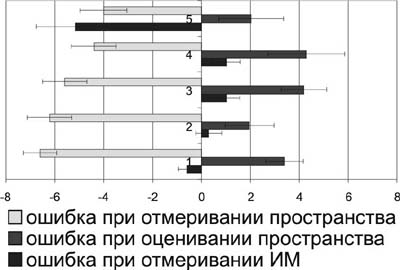 5
4
3
2
1
-8 -6 -4 -2 0 2 4 6 8
ошибка при отмеривании пространства
ошибка при оценивании пространства
ошибка при отмеривании ИМ